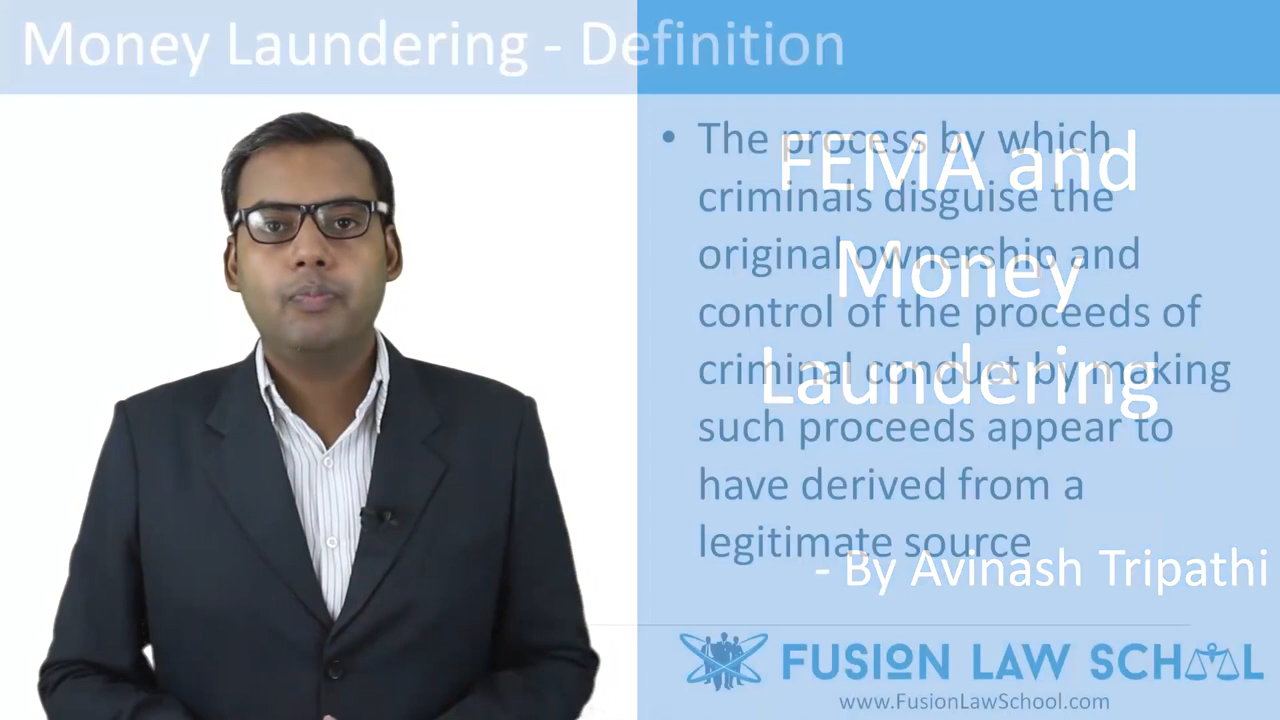 Money Laundering - Definition
• The process by which
criminals disguise the
original ownership and
control of the proceeds of
criminal conduct by making
such proceeds appear to
have derived from a
legitimate source
FEMA and
Money
Laundering
- By Avinash Tripathi
FUSION LAW SCHOOL
www.FusionLawSchool.com